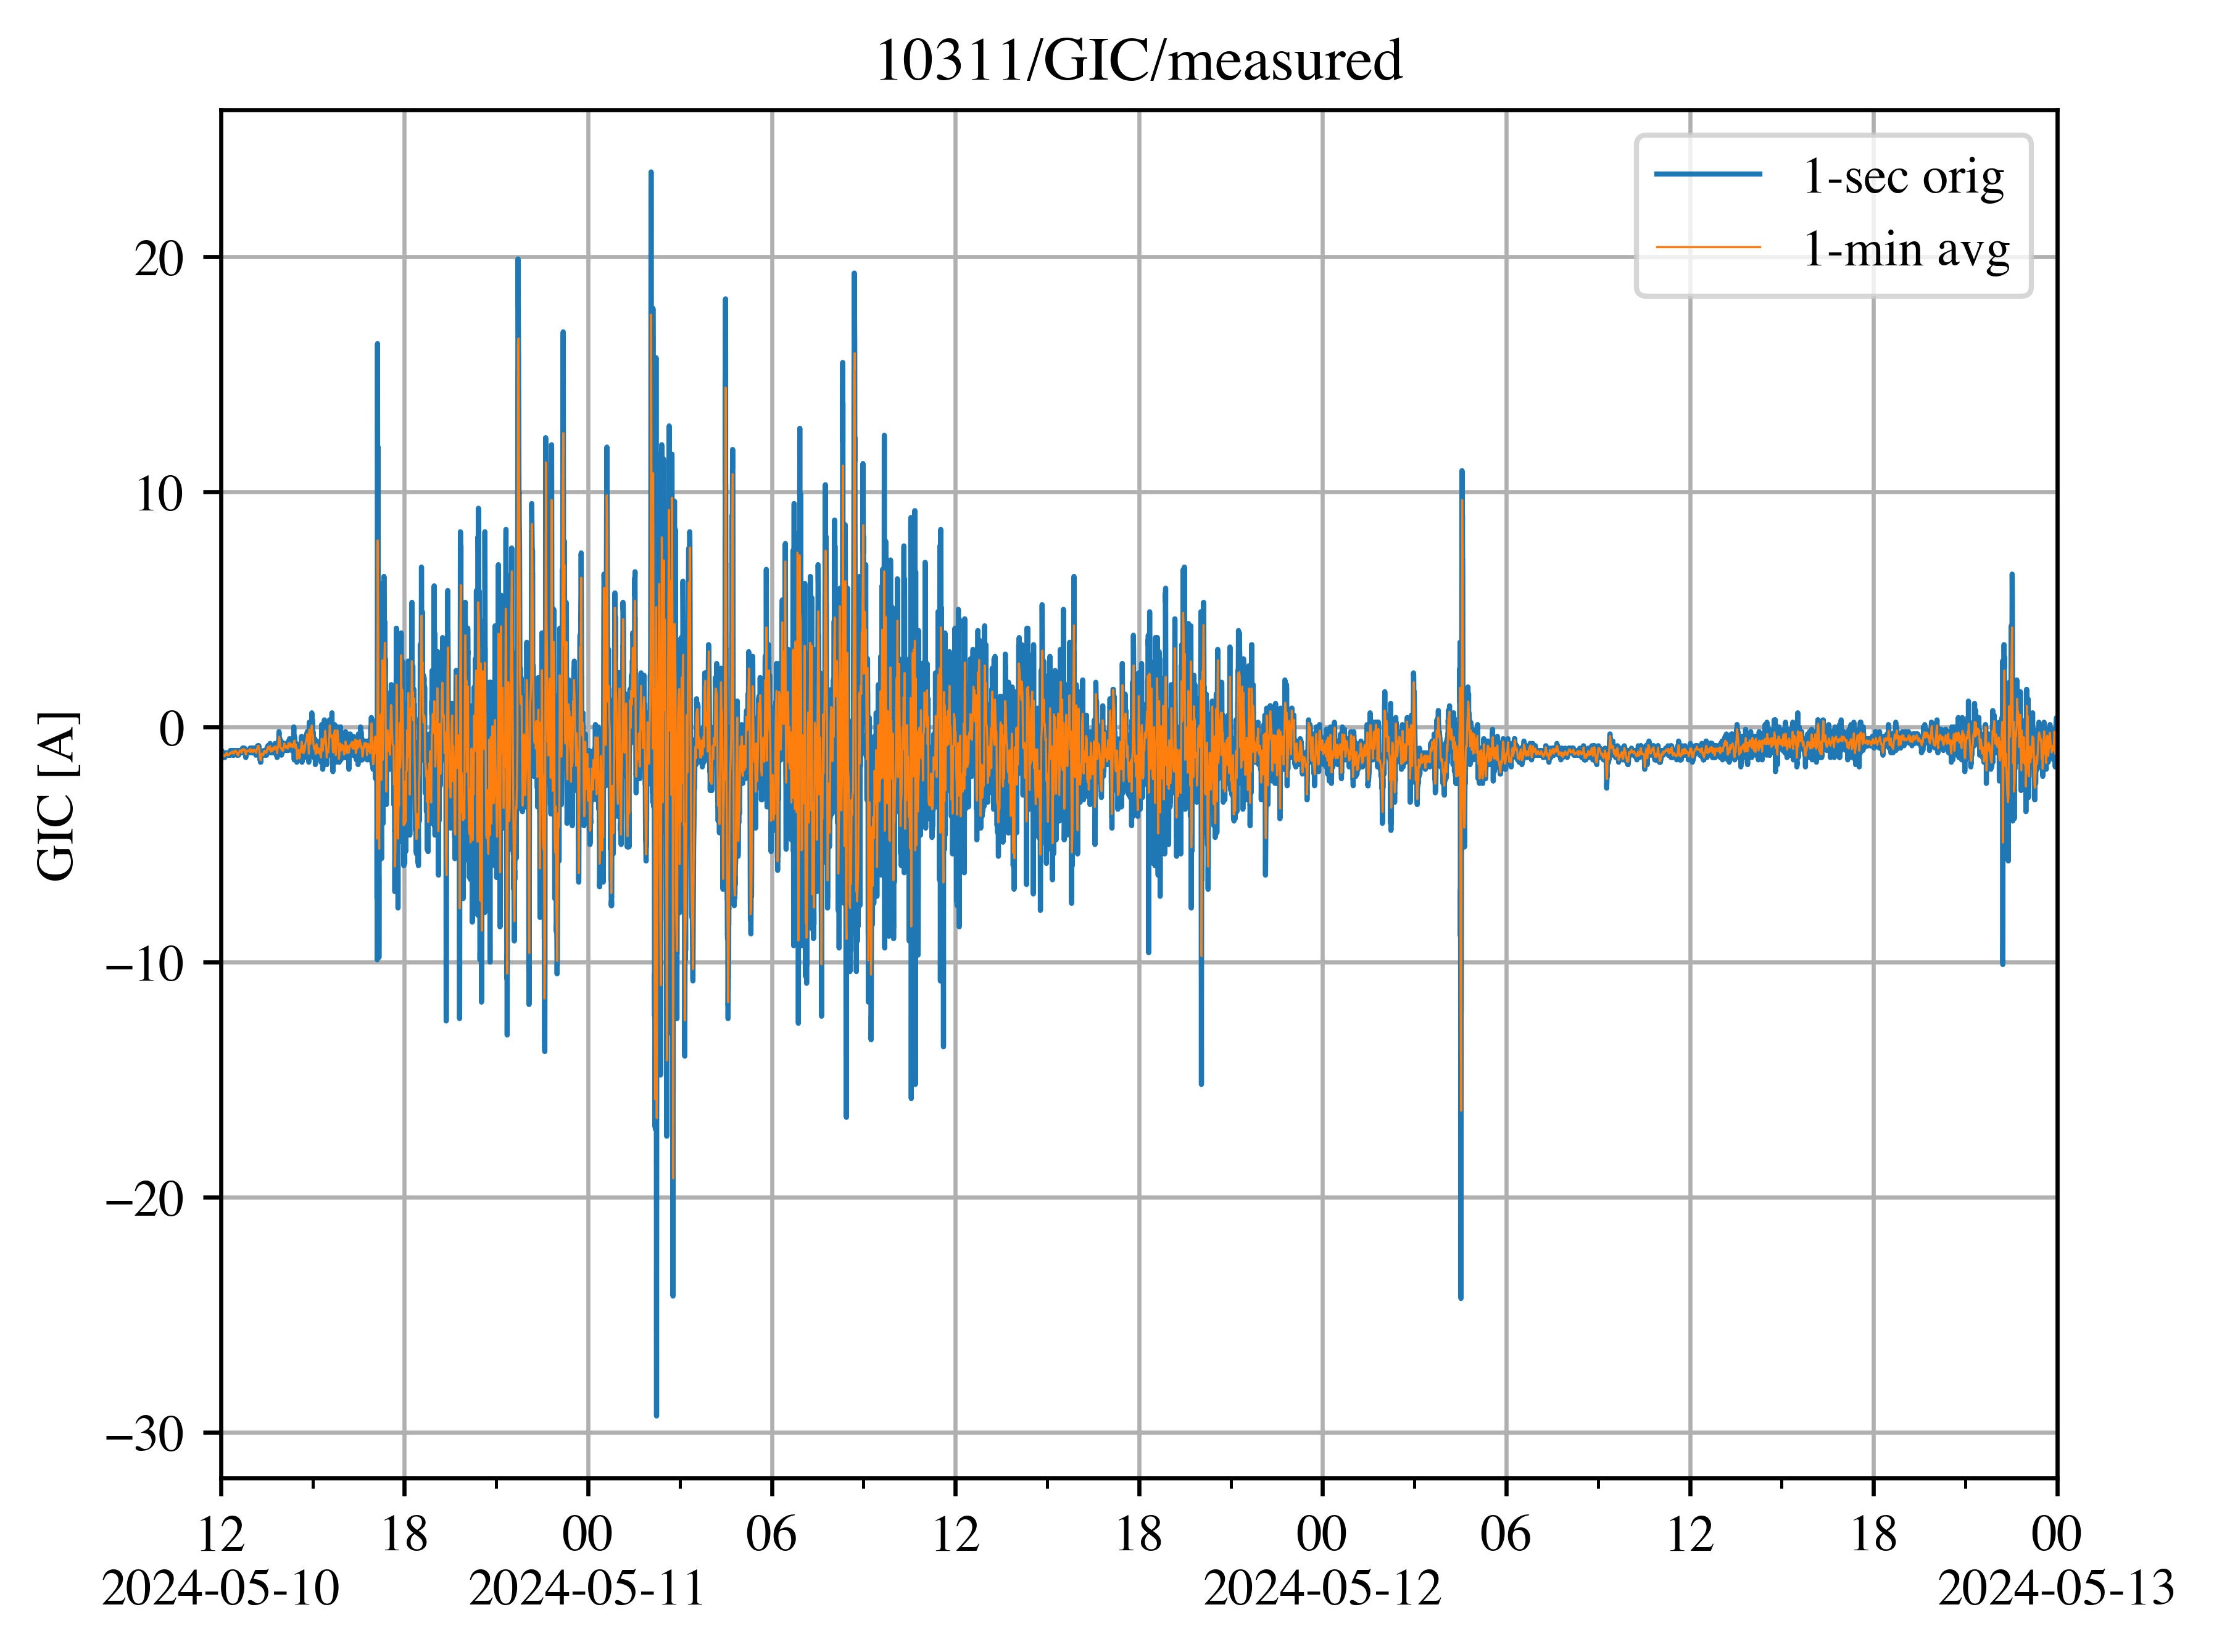 10311/GIC/measured
1-sec orig
1-min avg
GIC [A]
20
10
0
−10
−20
−30
12 18 00 06 12 18 00 06 12 18 00
2024-05-10 2024-05-11 2024-05-12 2024-05-13